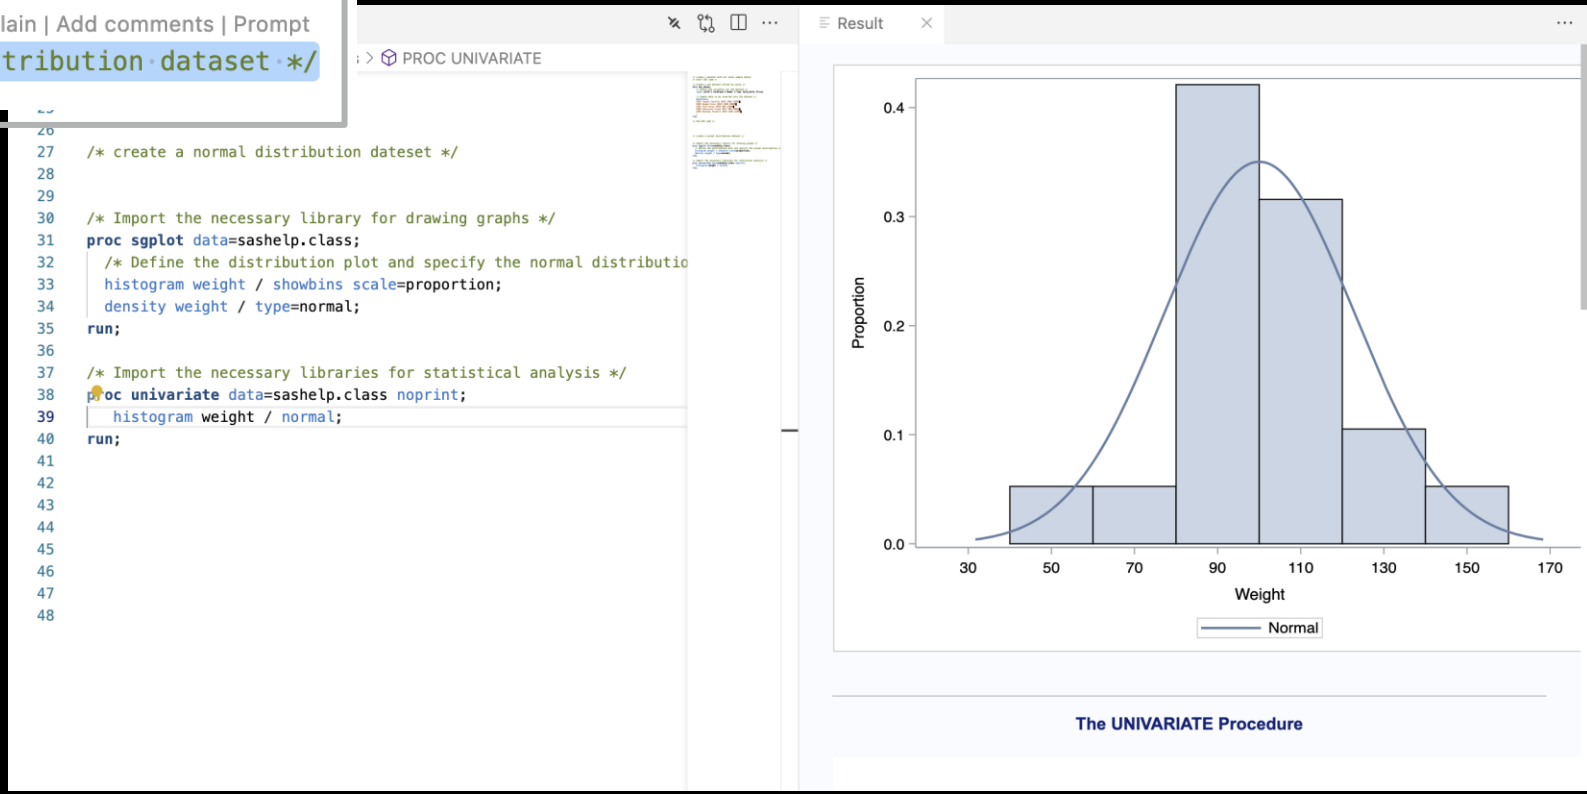 lain | Add comments | Prompt
tribution dataset */
> PROC UNIVARIATE
Result
26
27 /* create a normal distribution dateset */
28
29
30 /* Import the necessary library for drawing graphs */
31 proc sgplot data=sashelp.class;
32 /* Define the distribution plot and specify the normal distributio
33 histogram weight / showbins scale=proportion;
34 density weight / type=normal;
35 run;
36
37 /* Import the necessary libraries for statistical analysis */
38 proc univariate data=sashelp.class noprint;
39 histogram weight / normal;
40 run;
41
42
43
44
45
46
47
48
0.4
0.3
0.2
0.1
0.0
Proportion
30 50 70 90 110 130 150 170
Weight
Normal
The UNIVARIATE Procedure